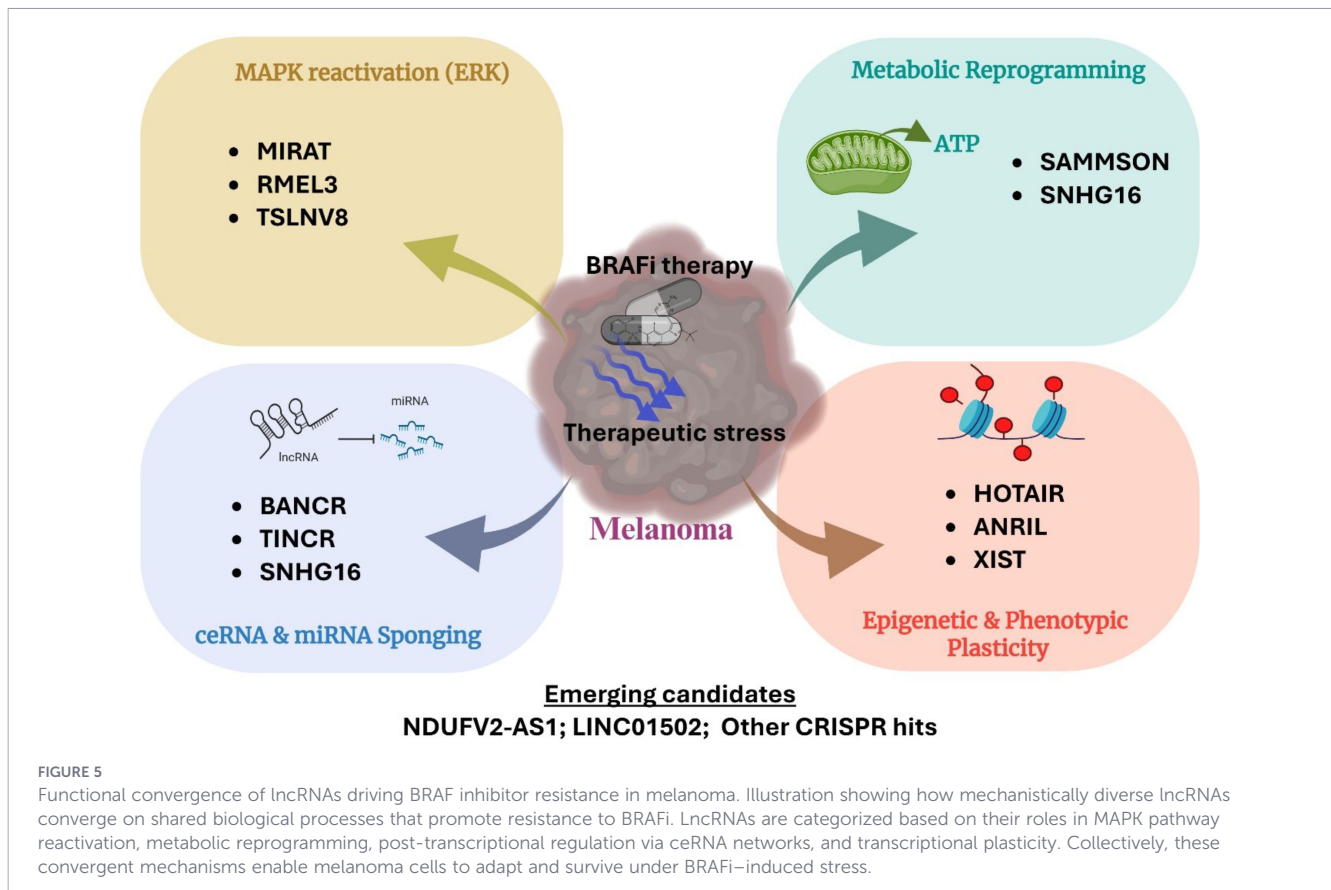 MAPK reactivation (ERK)
• MIRAT
• RMEL3
• TSLNV8
Metabolic Reprogramming
ATP
• SAMMSON
• SNHG16
BRAFi therapy
Therapeutic stress
Melanoma
lncRNA
miRNA
• BANCR
• TINCR
• SNHG16
ceRNA & miRNA Sponging
• HOTAIR
• ANRIL
• XIST
Epigenetic & Phenotypic
Plasticity
Emerging candidates
NDUFV2-AS1; LINC01502; Other CRISPR hits
FIGURE 5
Functional convergence of lncRNAs driving BRAF inhibitor resistance in melanoma. Illustration showing how mechanistically diverse lncRNAs
converge on shared biological processes that promote resistance to BRAFi. LncRNAs are categorized based on their roles in MAPK pathway
reactivation, metabolic reprogramming, post-transcriptional regulation via ceRNA networks, and transcriptional plasticity. Collectively, these
convergent mechanisms enable melanoma cells to adapt and survive under BRAFi–induced stress.